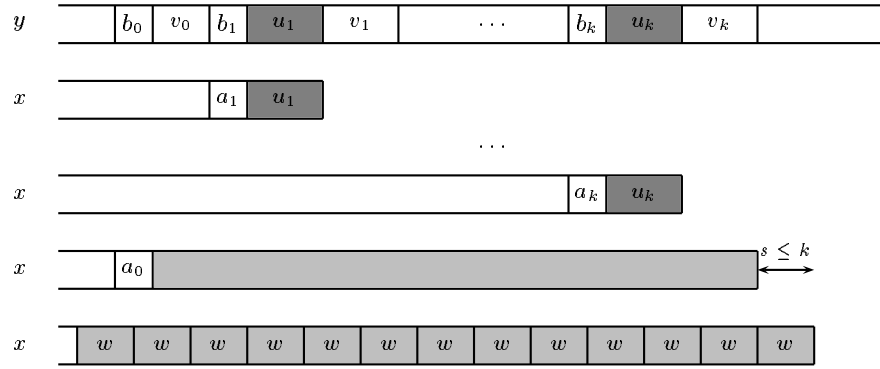 y b₀ v₀ b₁ u₁ v₁ ··· bₖ uₖ vₖ
x a₁ u₁
···
x aₖ uₖ
x a₀ s ≤ k
x w w w w w w w w w w w w w